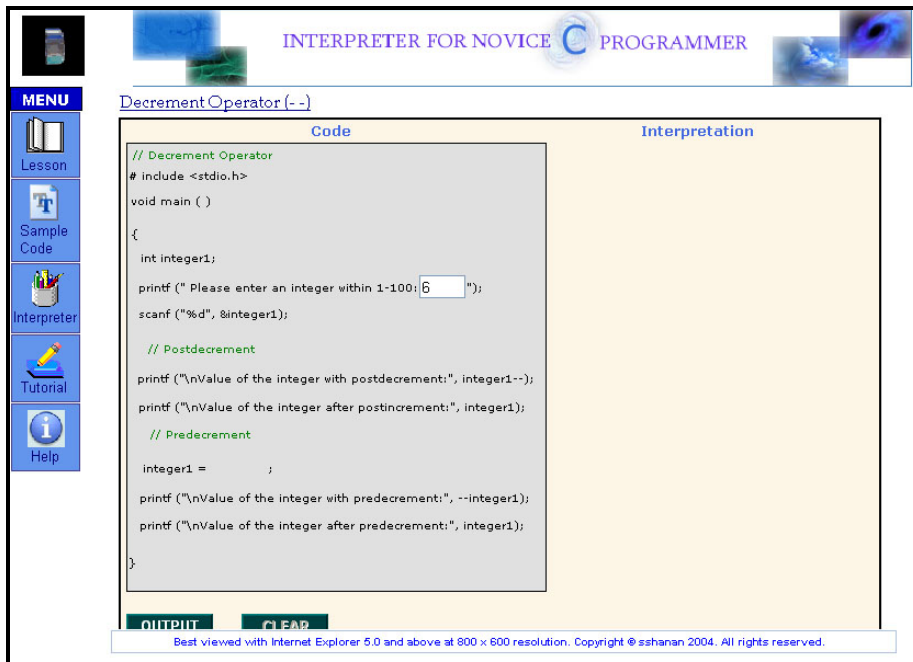 INTERPRETER FOR NOVICE C PROGRAMMER
MENU
Lesson
Sample
Code
Interpreter
Tutorial
Help
Decrement Operator (- -)
Code
Interpretation
// Decrement Operator
# include <stdio.h>
void main ( )
{
int integer1;
printf (" Please enter an integer within 1-100: 6 ");
scanf ("%d", &integer1);
// Postdecrement
printf ("\nValue of the integer with postdecrement:", integer1--);
printf ("\nValue of the integer after postincrement:", integer1);
// Predecrement
integer1 = ;
printf ("\nValue of the integer with predecrement:", --integer1);
printf ("\nValue of the integer after predecrement:", integer1);
}
OUTPUT
CLEAR
Best viewed with Internet Explorer 5.0 and above at 800 x 600 resolution. Copyright © sshanan 2004. All rights reserved.